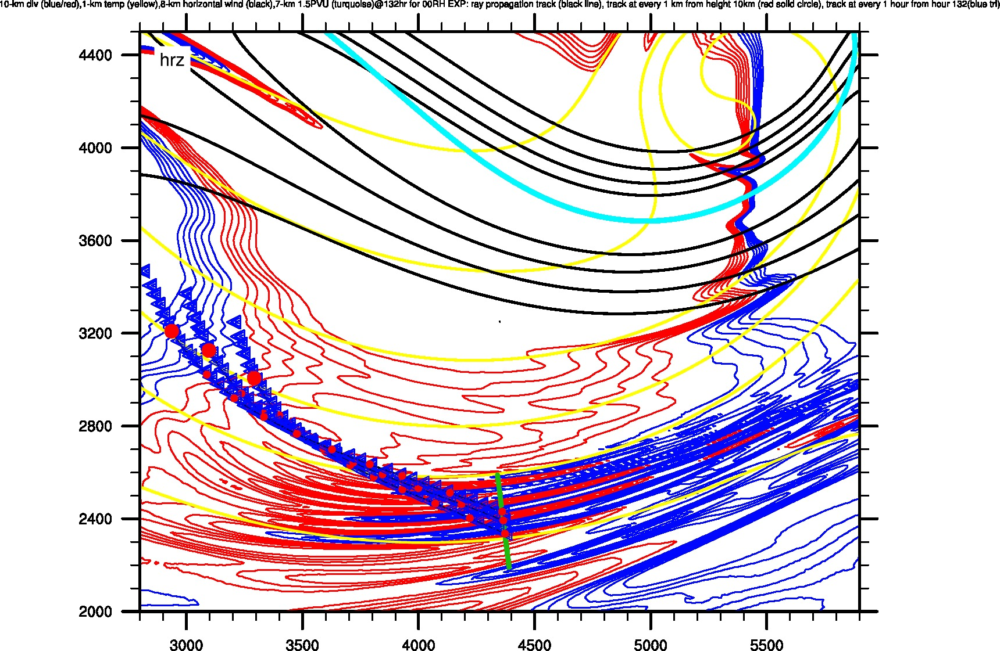 10-km div (blue/red),1-km temp (yellow),8-km horizontal wind (black),7-km 1.5PVU (turquoise)@132hr for 00RH EXP: ray propagation track (black line), track at every 1 km from height 10km (red solid circle), track at every 1 hour from hour 132(blue tri)
hrz
4400
4000
3600
3200
2800
2400
2000
3000 3500 4000 4500 5000 5500